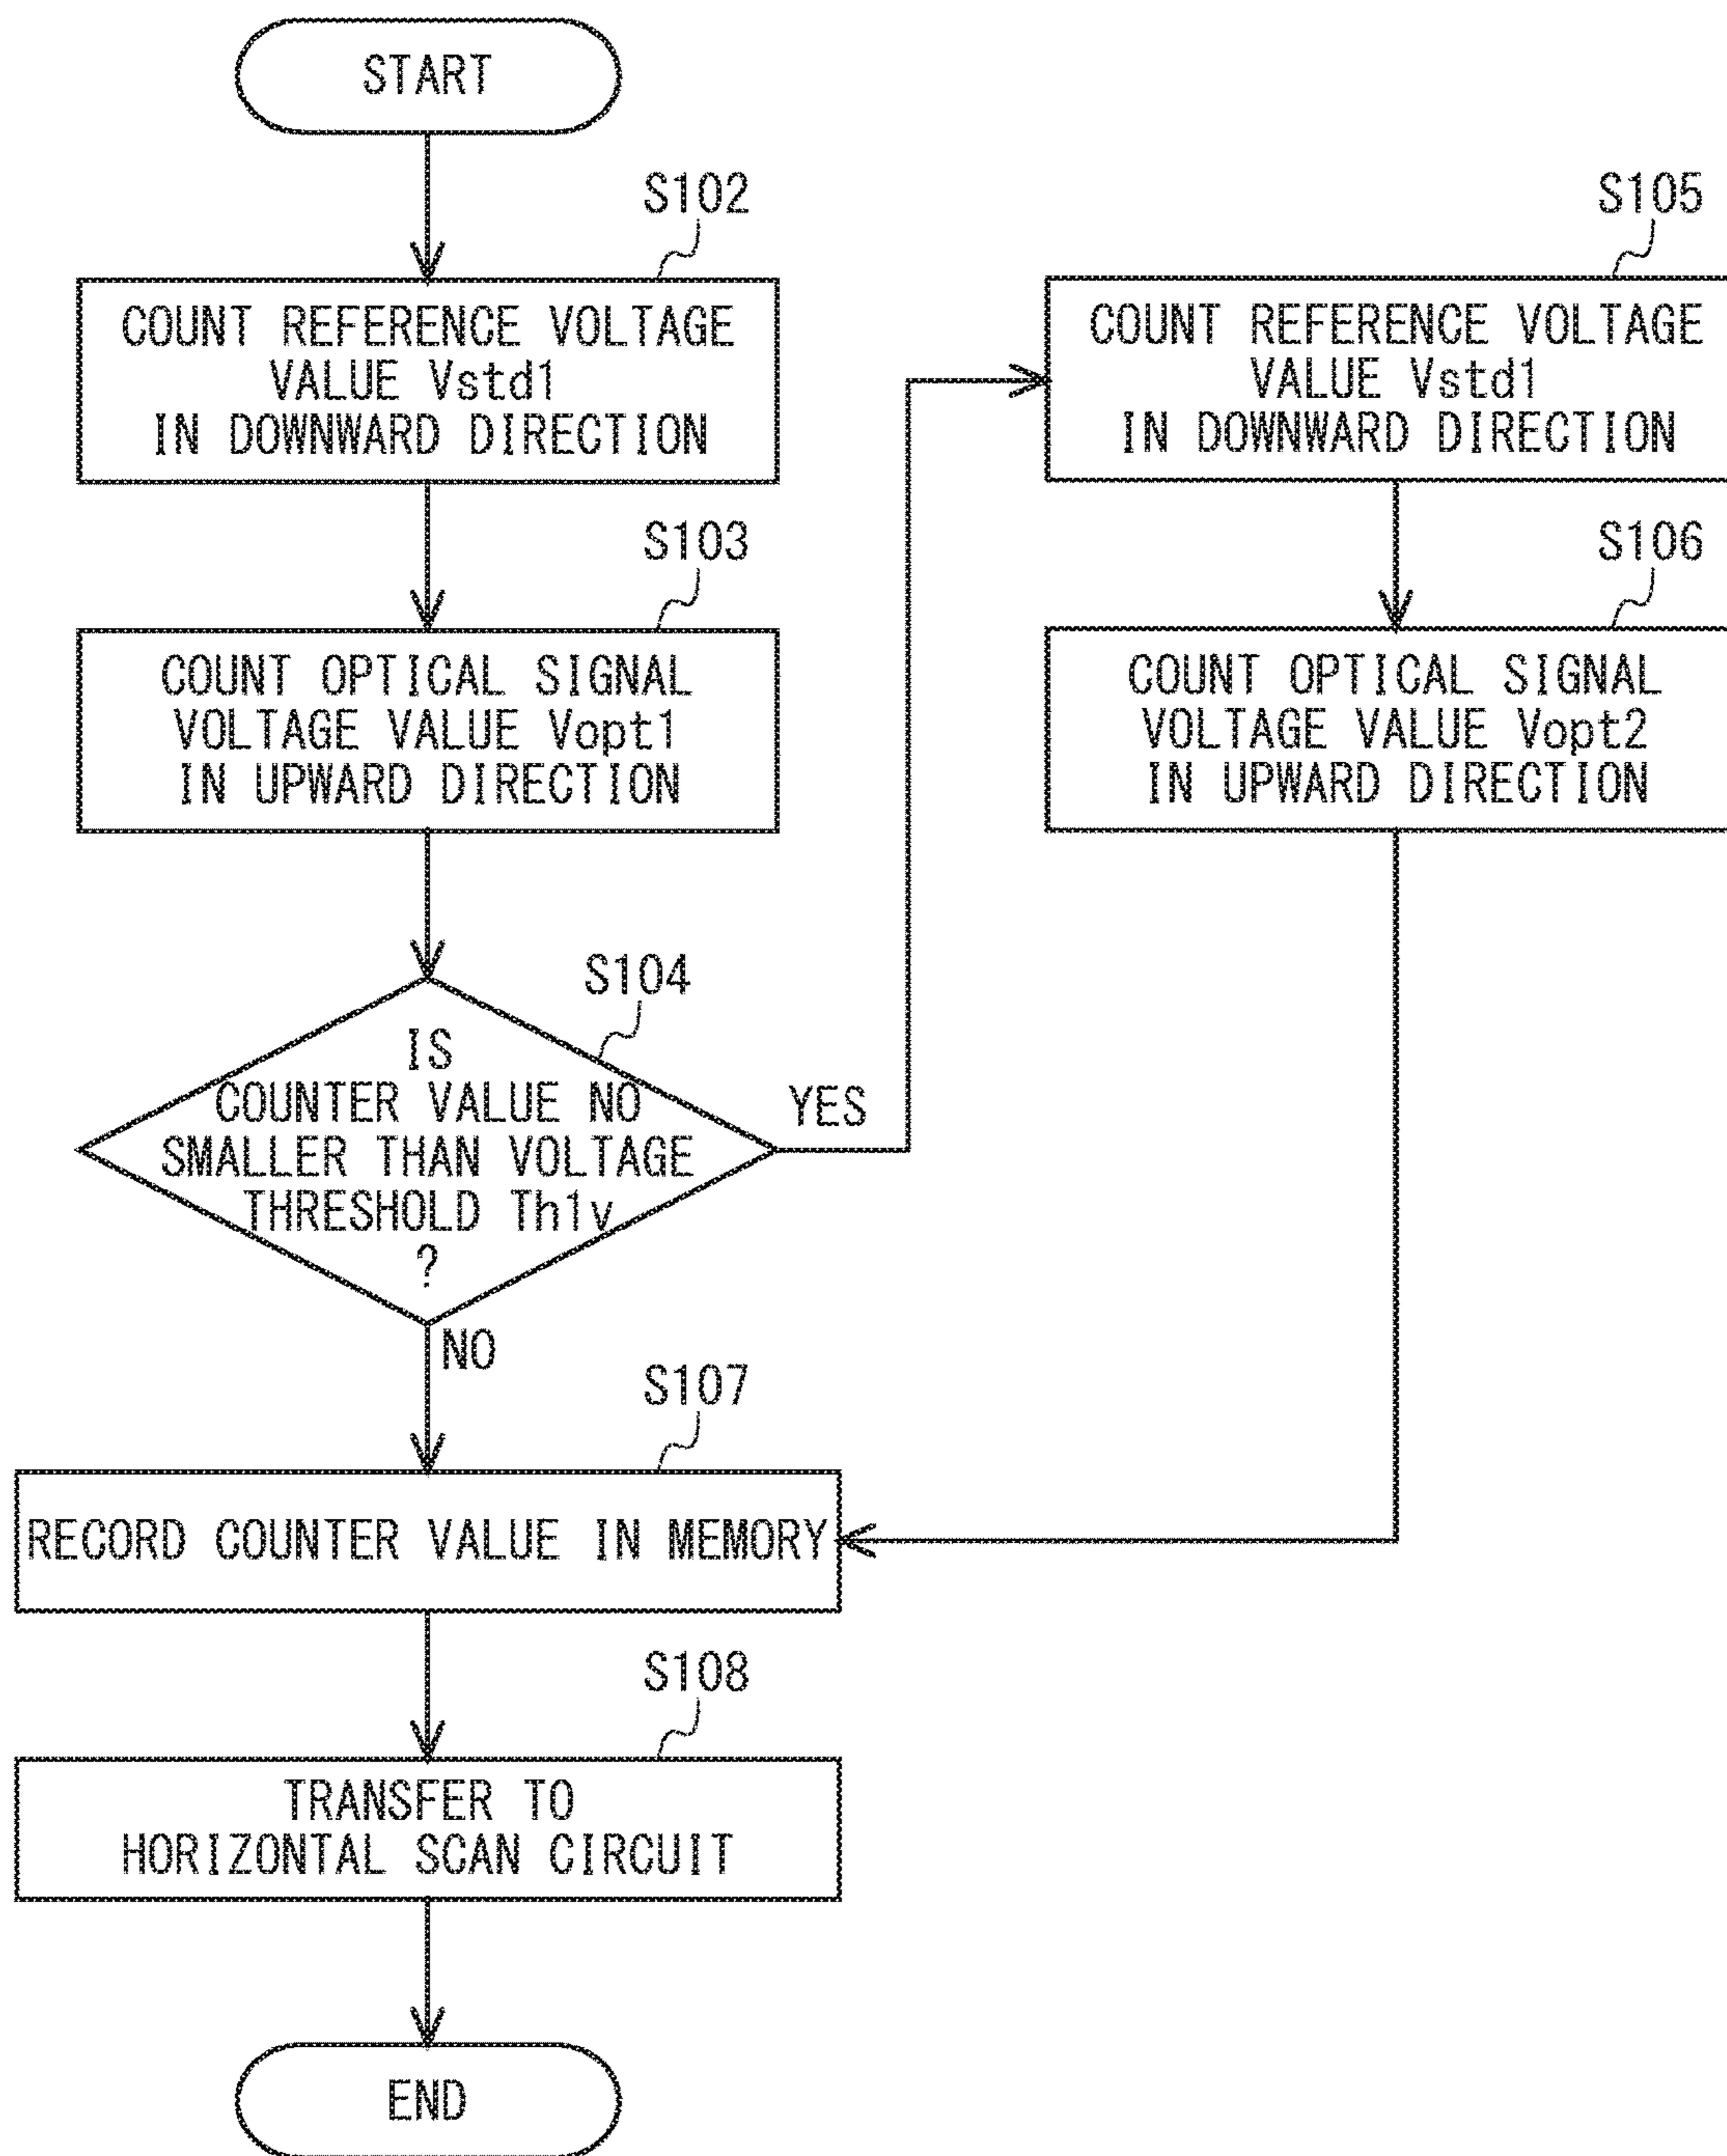 START
S102
COUNT REFERENCE VOLTAGE
VALUE Vstd1
IN DOWNWARD DIRECTION
S103
COUNT OPTICAL SIGNAL
VOLTAGE VALUE Vopt1
IN UPWARD DIRECTION
S104
IS
COUNTER VALUE NO
SMALLER THAN VOLTAGE
THRESHOLD Th1v
?
YES
NO
S105
COUNT REFERENCE VOLTAGE
VALUE Vstd1
IN DOWNWARD DIRECTION
S106
COUNT OPTICAL SIGNAL
VOLTAGE VALUE Vopt2
IN UPWARD DIRECTION
S107
RECORD COUNTER VALUE IN MEMORY
S108
TRANSFER TO
HORIZONTAL SCAN CIRCUIT
END